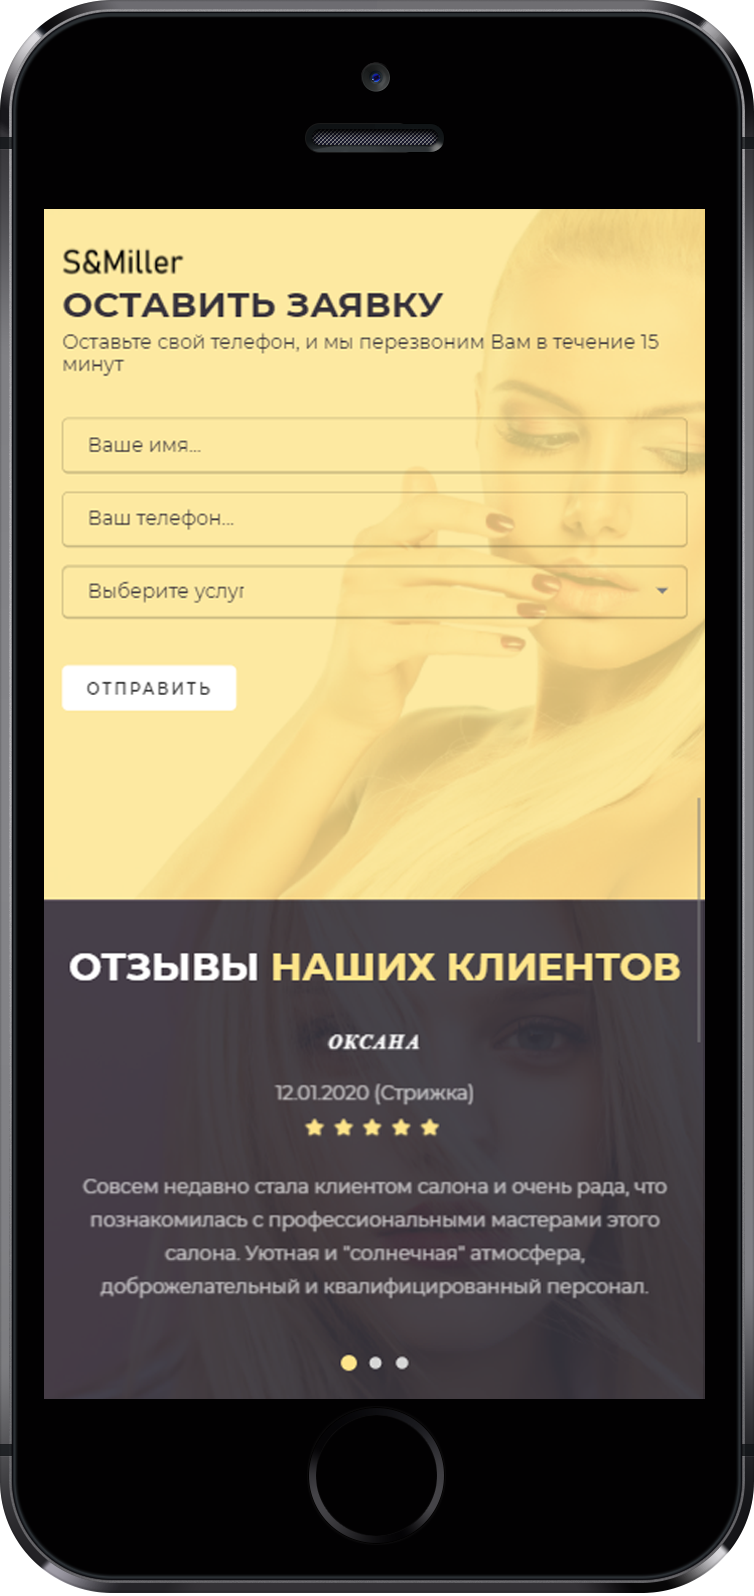 S&Miller
ОСТАВИТЬ ЗАЯВКУ
Оставьте свой телефон, и мы перезвоним Вам в течение 15
минут
Ваше имя...
Ваш телефон...
Выберите услуг
ОТПРАВИТЬ
ОТЗЫВЫ НАШИХ КЛИЕНТОВ
ОКСАНА
12.01.2020 (Стрижка)
Совсем недавно стала клиентом салона и очень рада, что
познакомилась с профессиональными мастерами этого
салона. Уютная и "солнечная" атмосфера,
доброжелательный и квалифицированный персонал.